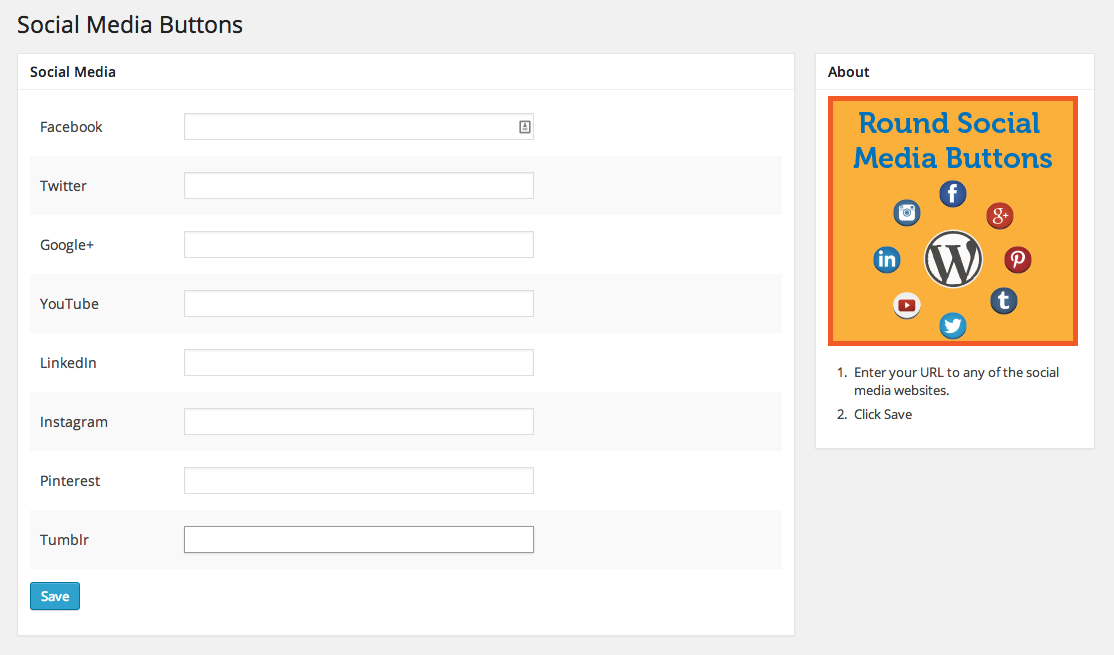 Social Media Buttons
Social Media
Facebook
Twitter
Google+
YouTube
LinkedIn
Instagram
Pinterest
Tumblr
Save
About
Round Social
Media Buttons
f
g+
in
W
p
t
1. Enter your URL to any of the social
media websites.
2. Click Save